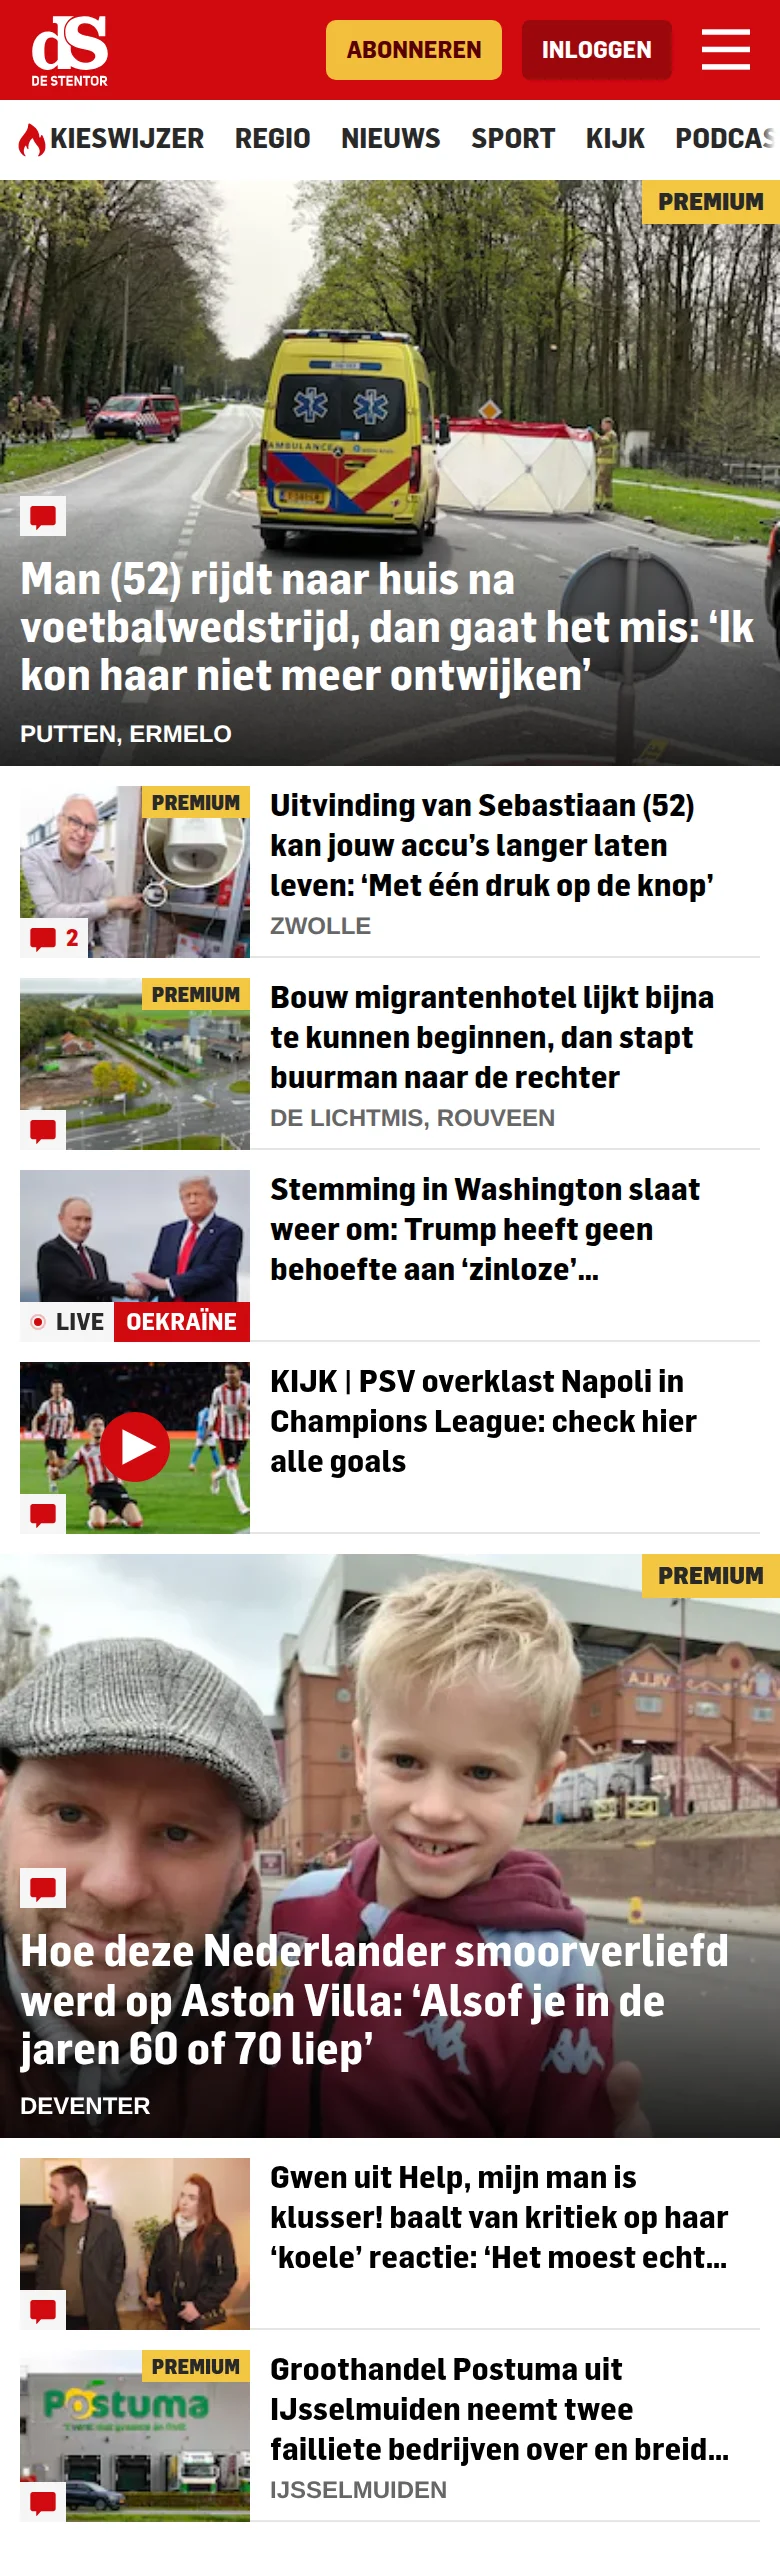 dS
DE STENTOR
ABONNEREN
INLOGGEN
KIESWIJZER REGIO NIEUWS SPORT KIJK PODCAS
PREMIUM
AMBULANCE
Man (52) rijdt naar huis na
voetbalwedstrijd, dan gaat het mis: ‘Ik
kon haar niet meer ontwijken’
PUTTEN, ERMELO
PREMIUM
2
Uitvinding van Sebastiaan (52)
kan jouw accu’s langer laten
leven: ‘Met één druk op de knop’
ZWOLLE
PREMIUM
Bouw migrantenhotel lijkt bijna
te kunnen beginnen, dan stapt
buurman naar de rechter
DE LICHTMIS, ROUVEEN
LIVE OEKRAÏNE
Stemming in Washington slaat
weer om: Trump heeft geen
behoefte aan ‘zinloze’...
KIJK | PSV overklast Napoli in
Champions League: check hier
alle goals
PREMIUM
Hoe deze Nederlander smoorverliefd
werd op Aston Villa: ‘Alsof je in de
jaren 60 of 70 liep’
DEVENTER
Gwen uit Help, mijn man is
klusser! baalt van kritiek op haar
‘koele’ reactie: ‘Het moest echt...
PREMIUM
Postuma
Groothandel Postuma uit
IJsselmuiden neemt twee
failliete bedrijven over en breid...
IJSSELMUIDEN